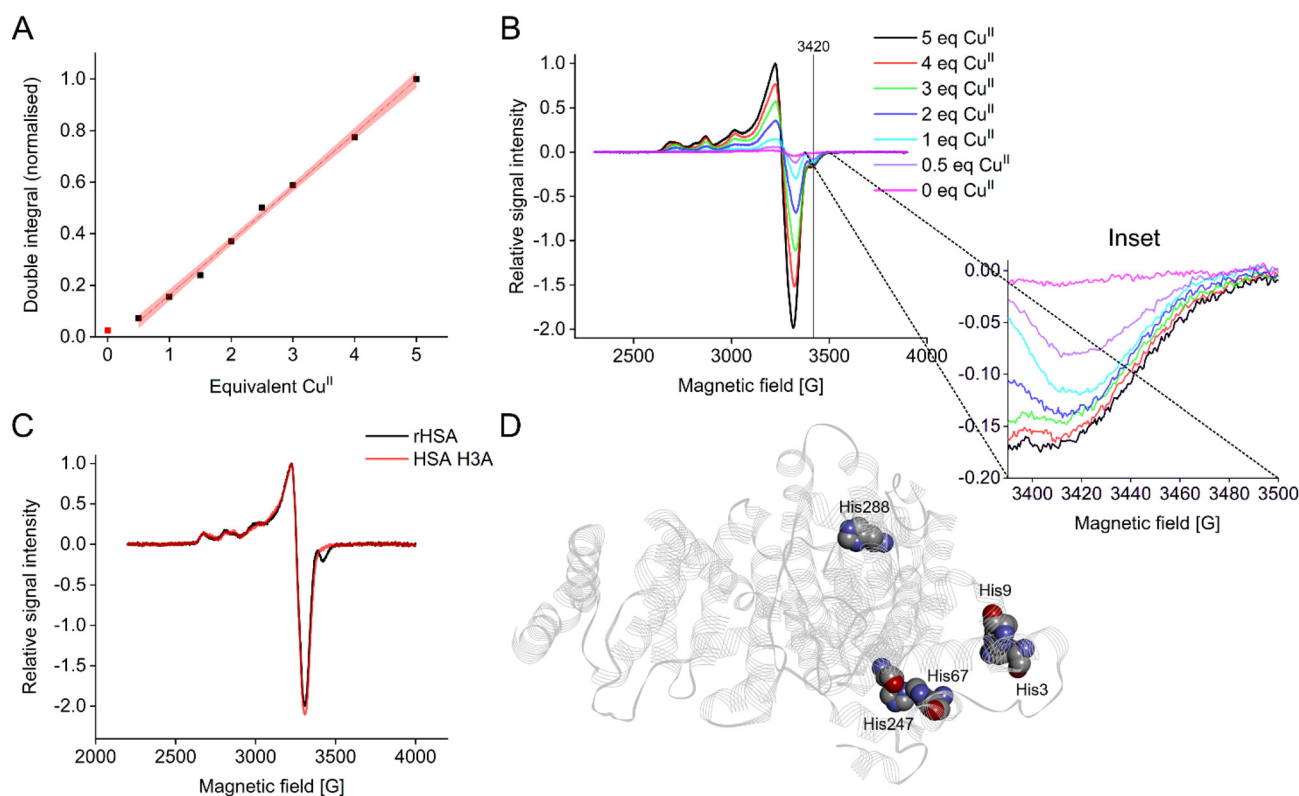 A
Double integral (normalised)
1.0
0.8
0.6
0.4
0.2
0.0
0 1 2 3 4 5
Equivalent Cuᴵᴵ
B
3420
Relative signal intensity
1.0
0.5
0.0
-0.5
-1.0
-1.5
-2.0
2500 3000 3500 4000
Magnetic field [G]
5 eq Cuᴵᴵ
4 eq Cuᴵᴵ
3 eq Cuᴵᴵ
2 eq Cuᴵᴵ
1 eq Cuᴵᴵ
0.5 eq Cuᴵᴵ
0 eq Cuᴵᴵ
Inset
0.00
-0.05
-0.10
-0.15
-0.20
3400 3420 3440 3460 3480 3500
Magnetic field [G]
C
rHSA
HSA H3A
Relative signal intensity
1.0
0.5
0.0
-0.5
-1.0
-1.5
-2.0
2000 2500 3000 3500 4000
Magnetic field [G]
D
His288
His9
His67
His3
His247